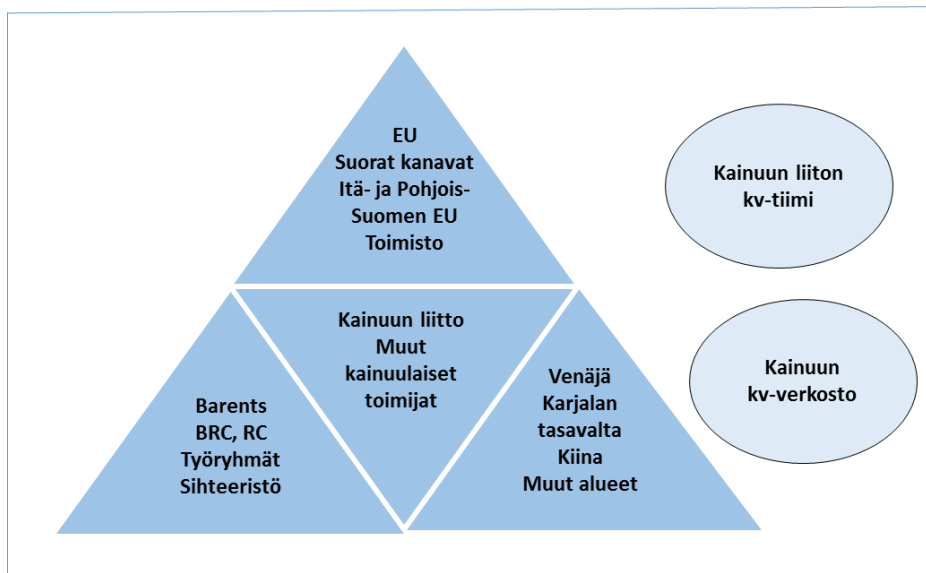 EU
Suorat kanavat
Itä- ja Pohjois-
Suomen EU
Toimisto
Kainuun liiton
kv-tiimi
Kainuun liitto
Muut
kainuulaiset
toimijat
Barents
BRC, RC
Työryhmät
Sihteeristö
Venäjä
Karjalan
tasavalta
Kiina
Muut alueet
Kainuun
kv-verkosto